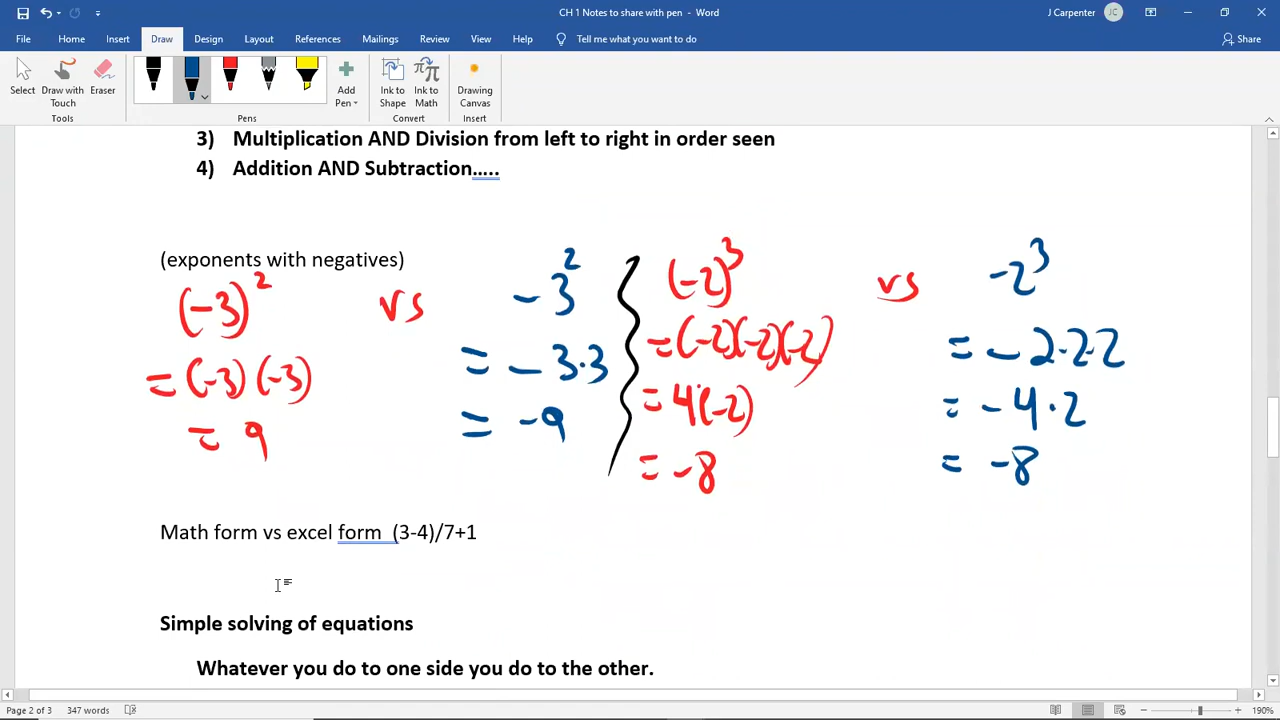 CH 1 Notes to share with pen - Word
J Carpenter JC
File Home Insert Draw Design Layout References Mailings Review View Help Tell me what you want to do Share
Select Draw with Touch Eraser Add Pen Ink to Shape Ink to Math Drawing Canvas
Tools Pens Convert Insert
3) Multiplication AND Division from left to right in order seen
4) Addition AND Subtraction…..
(exponents with negatives)
(-3)² vs -3²
= (-3)(-3) = -3·3
= 9 = -9
(-2)³ vs -2³
= (-2)(-2)(-2) = -2·2·2
= 4(-2) = -4·2
= -8 = -8
Math form vs excel form (3-4)/7+1
Simple solving of equations
Whatever you do to one side you do to the other.
Page 2 of 3 347 words 190%